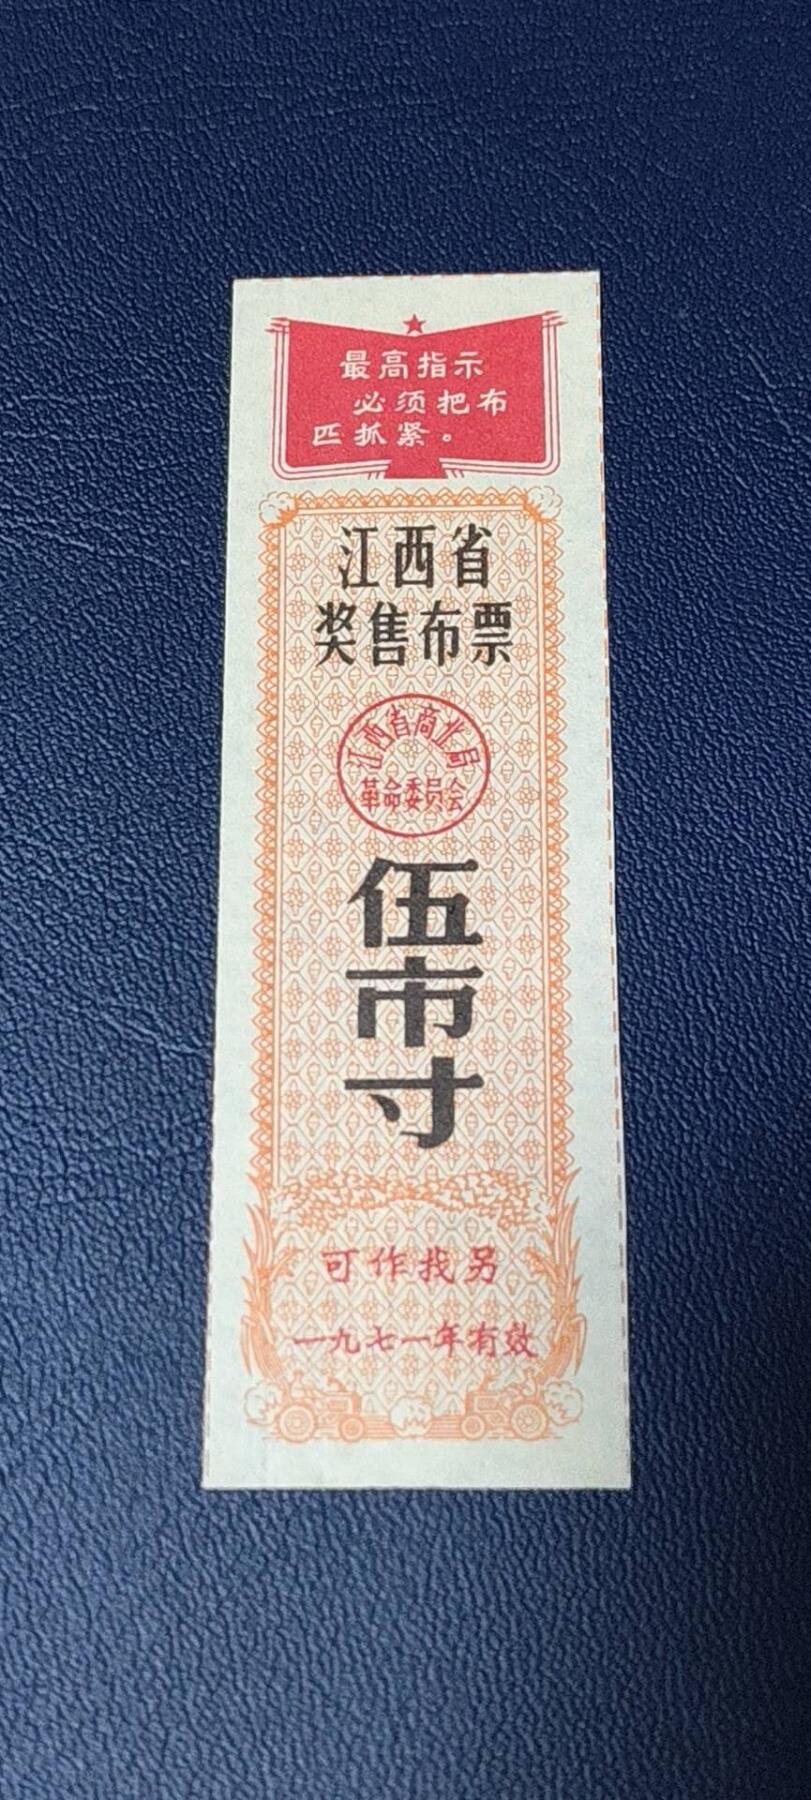 最高指示
必须把布
匹抓紧。
江西省
奖售布票
江西省商业局
革命委员会
伍市寸
可作找另
一九七一年有效